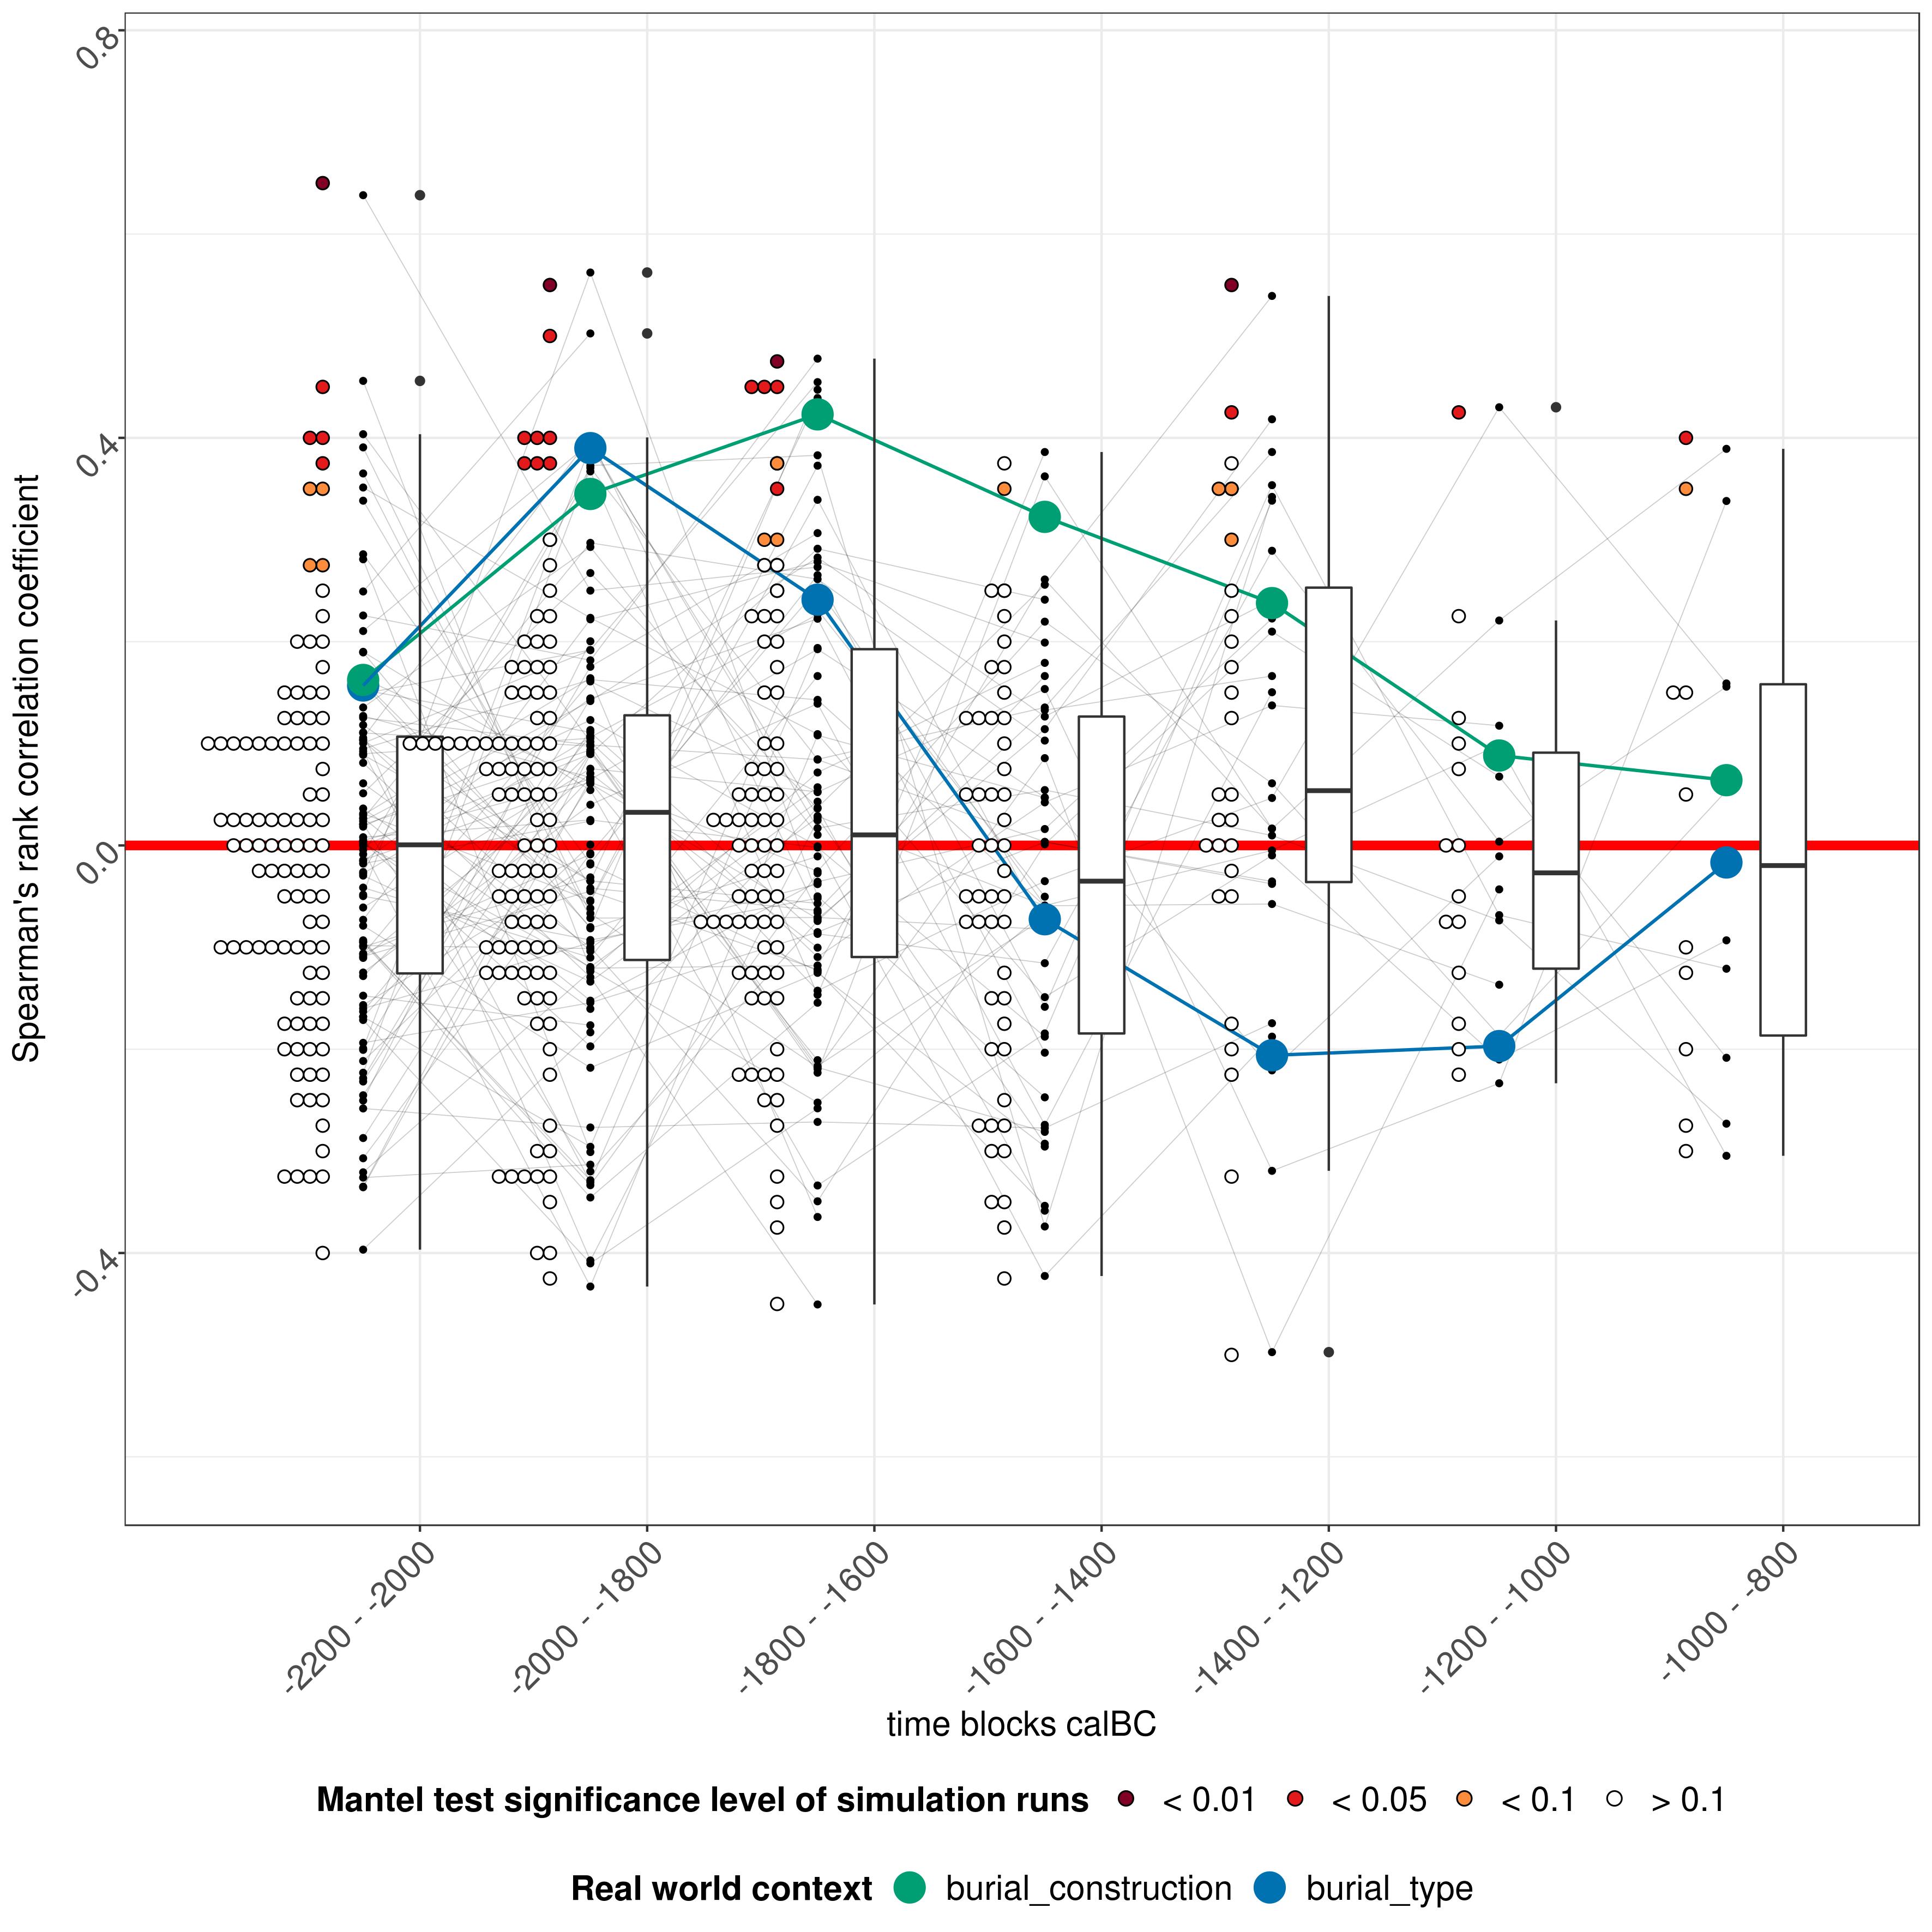 Spearman's rank correlation coefficient
0.8
0.4
0.0
-0.4
-2200 - -2000
-2000 - -1800
-1800 - -1600
-1600 - -1400
-1400 - -1200
-1200 - -1000
-1000 - -800
time blocks calBC
Mantel test significance level of simulation runs < 0.01 < 0.05 < 0.1 > 0.1
Real world context burial_construction burial_type